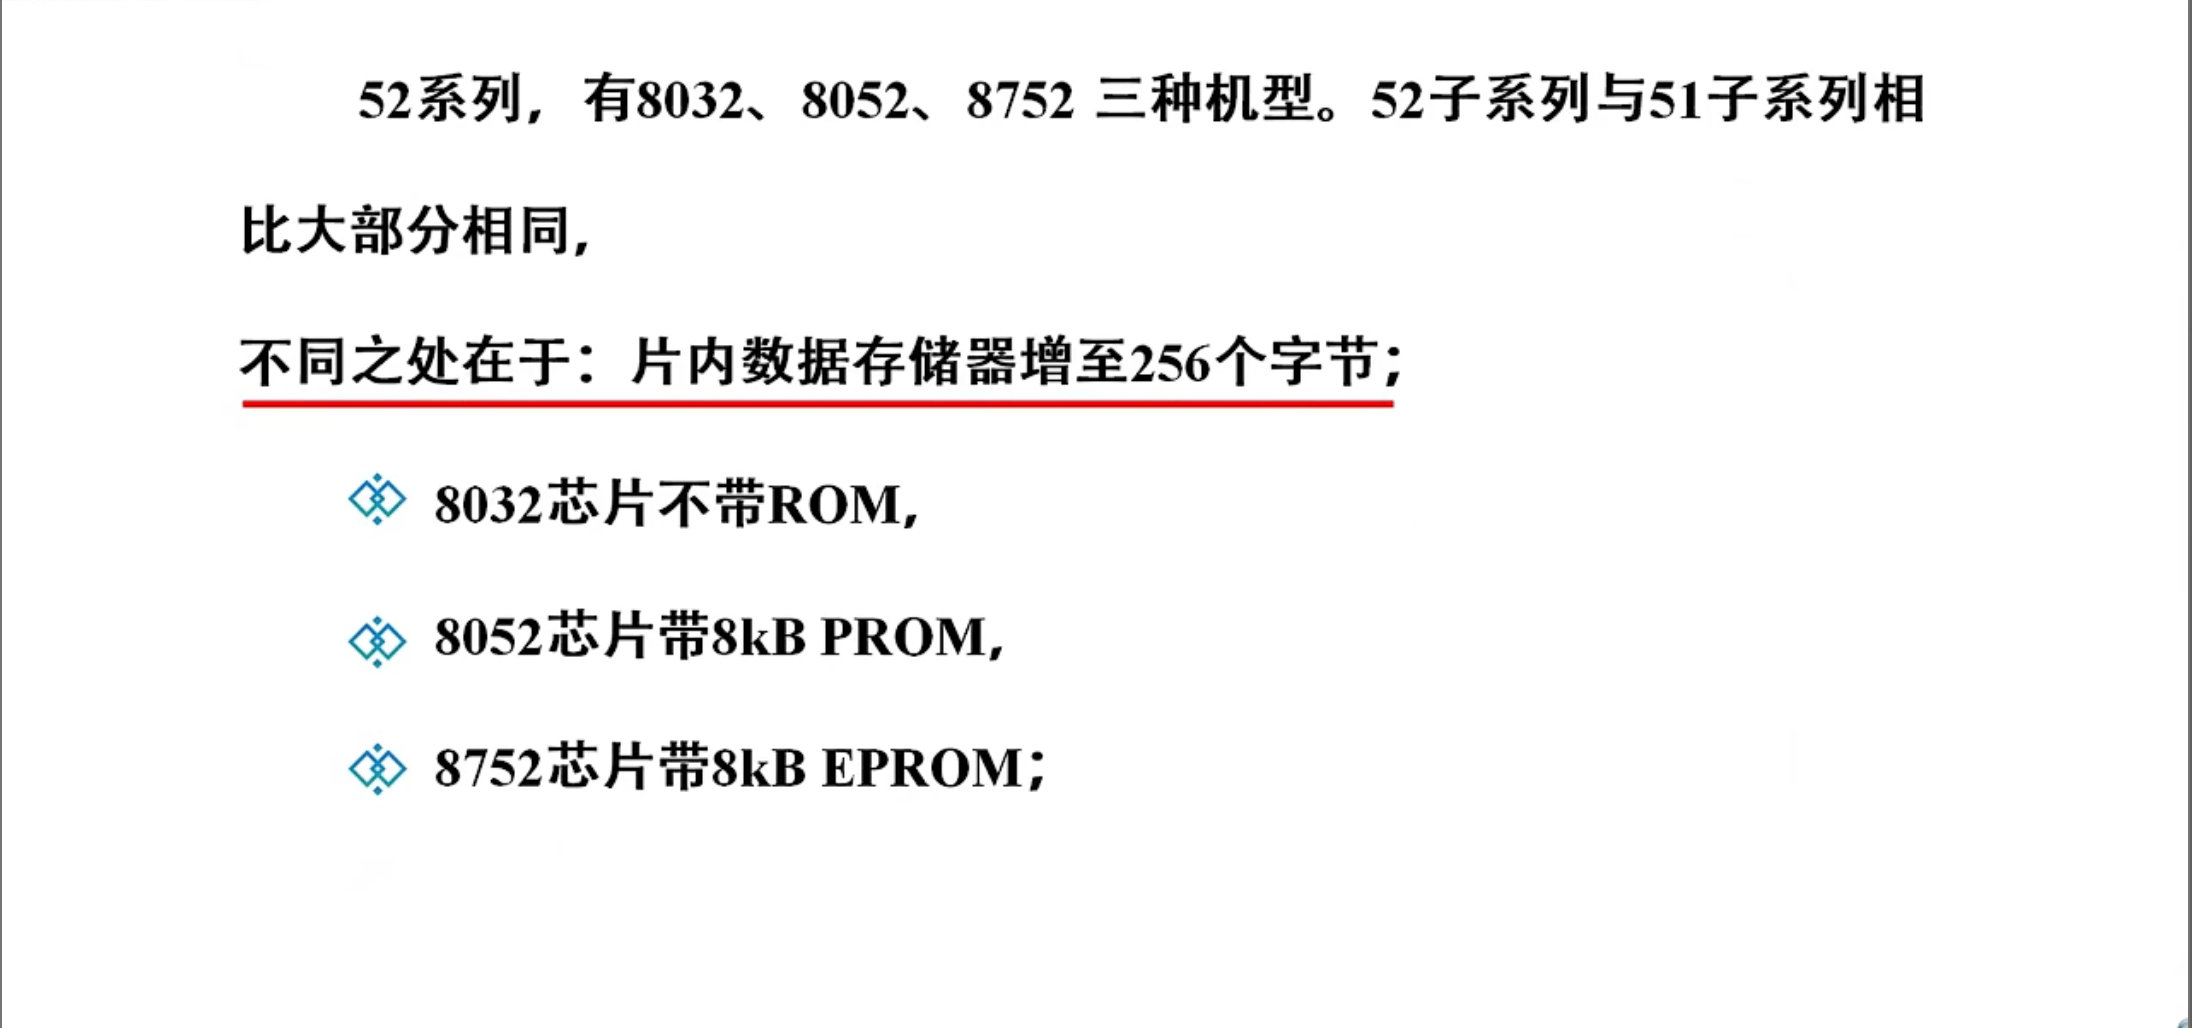 52系列，有8032、8052、8752 三种机型。52子系列与51子系列相
比大部分相同，
不同之处在于：片内数据存储器增至256个字节；
8032芯片不带ROM，
8052芯片带8kB PROM，
8752芯片带8kB EPROM；